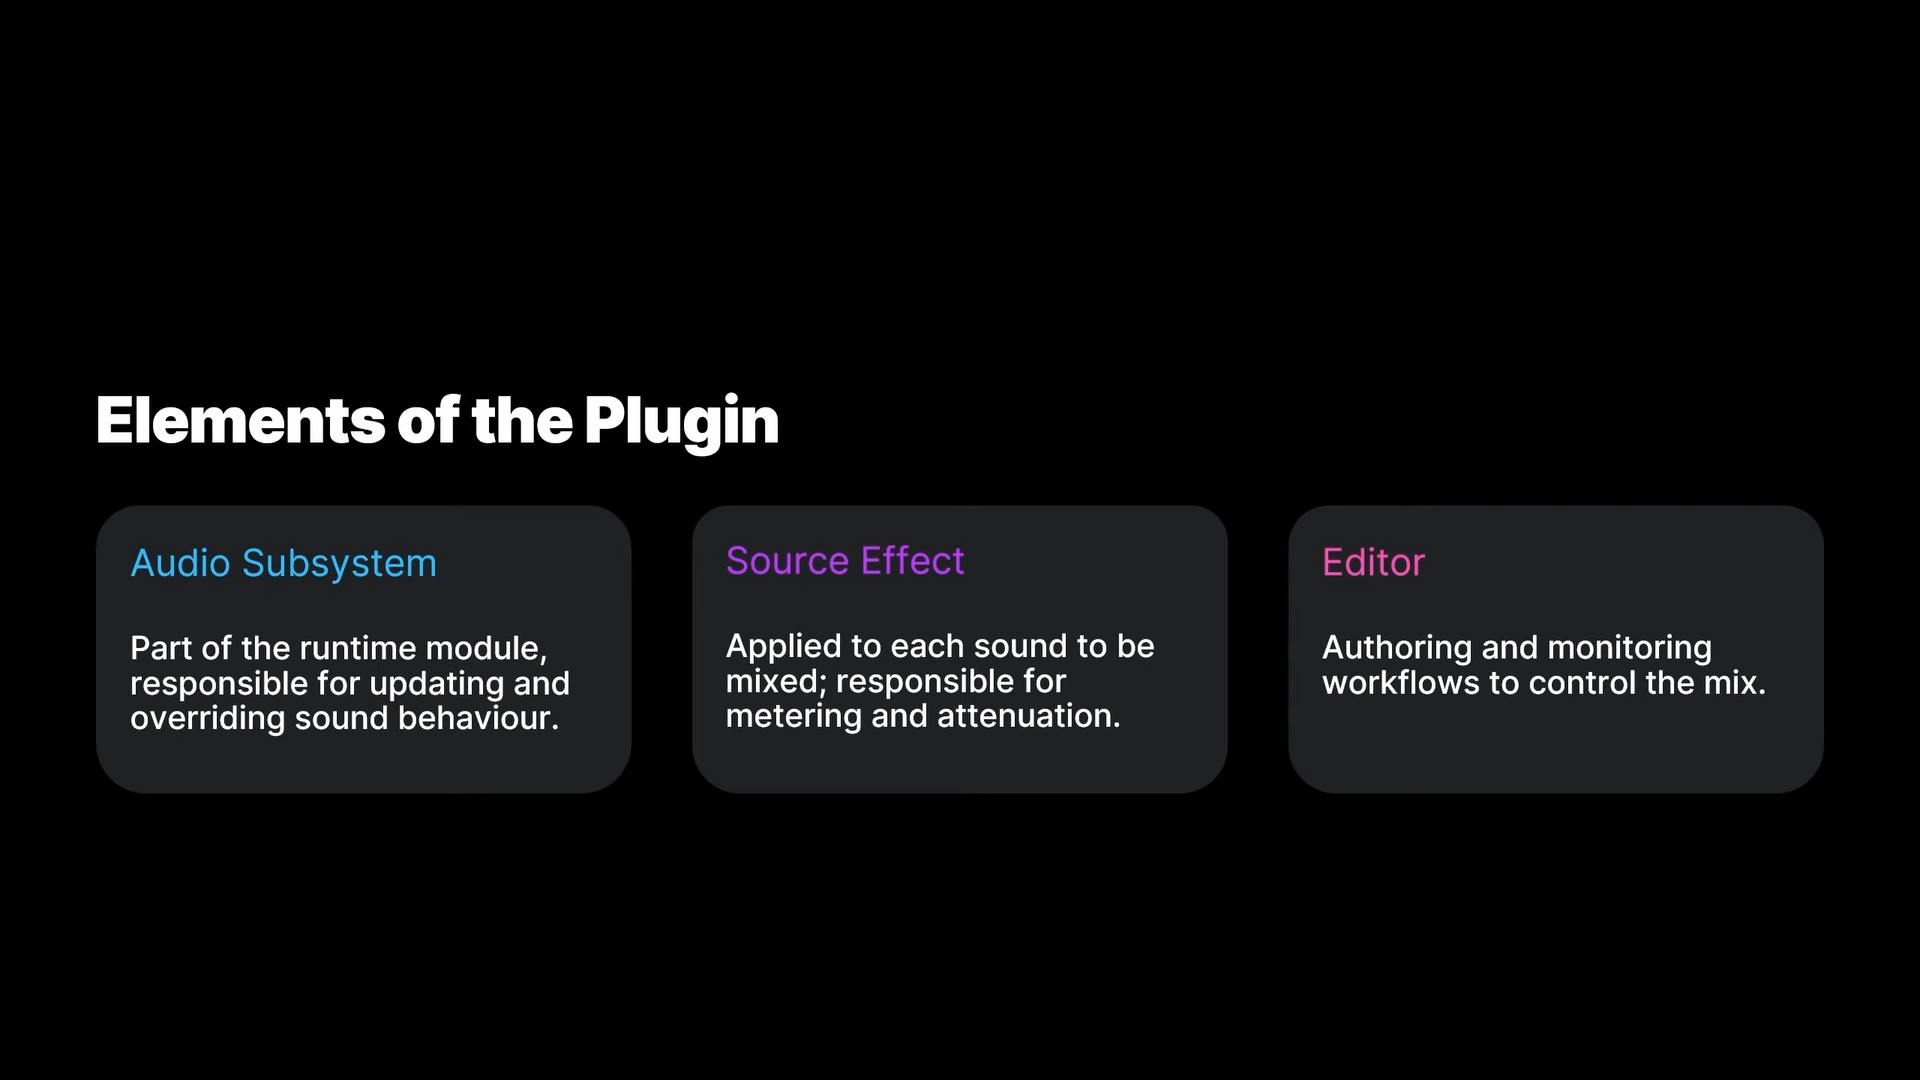 Elements of the Plugin
Audio Subsystem
Part of the runtime module,
responsible for updating and
overriding sound behaviour.
Source Effect
Applied to each sound to be
mixed; responsible for
metering and attenuation.
Editor
Authoring and monitoring
workflows to control the mix.